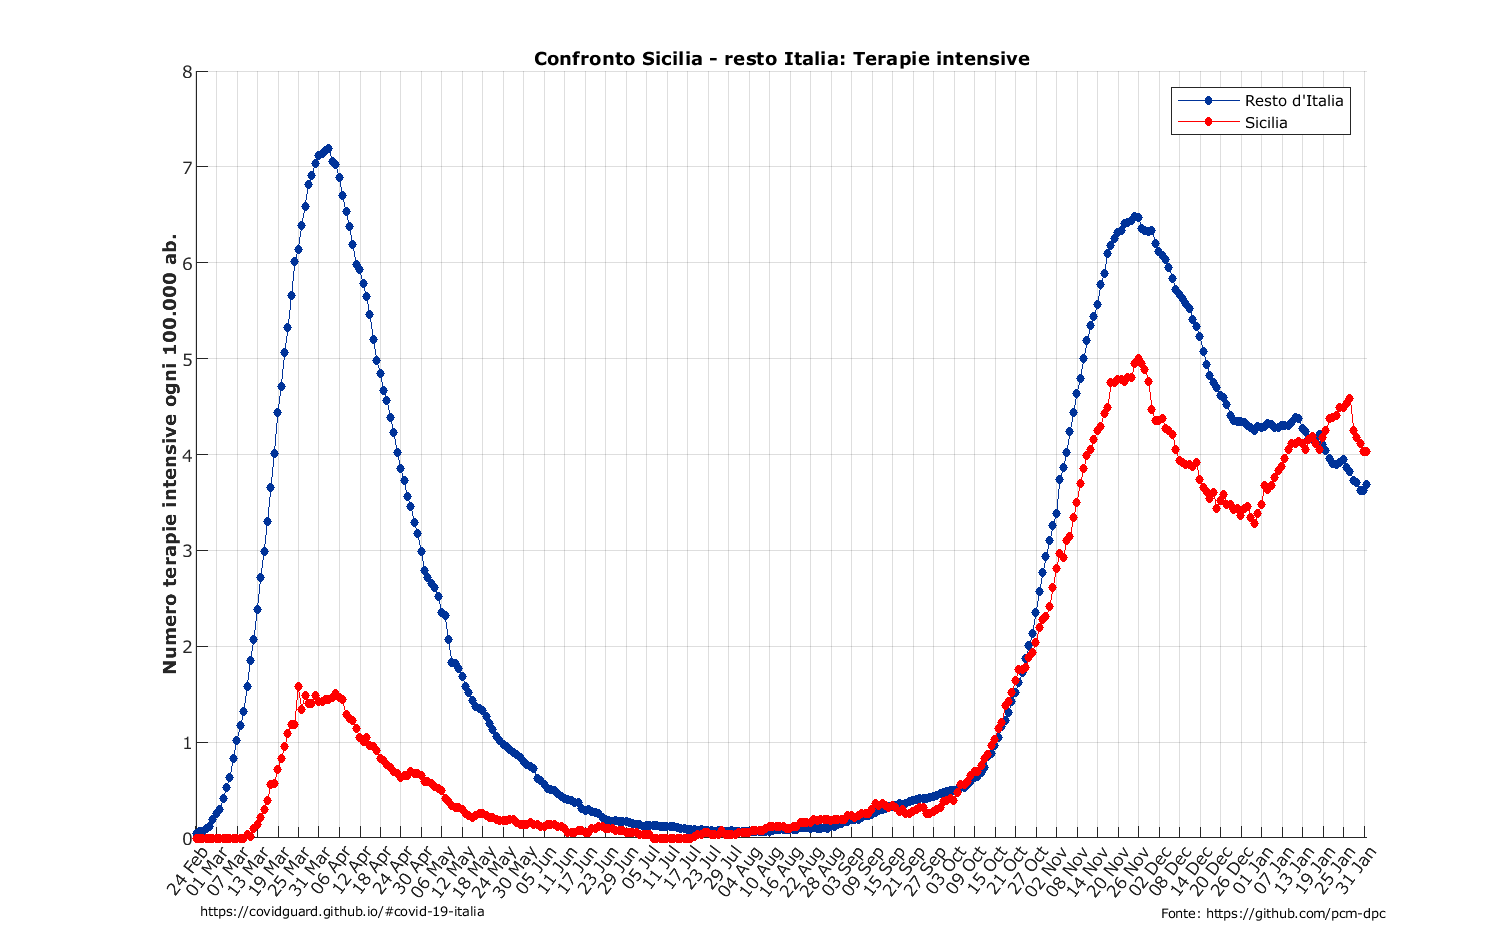 Confronto Sicilia - resto Italia: Terapie intensive
Resto d'Italia
Sicilia
Numero terapie intensive ogni 100.000 ab.
8
7
6
5
4
3
2
1
0
24 Feb
01 Mar
07 Mar
13 Mar
19 Mar
25 Mar
31 Mar
06 Apr
12 Apr
18 Apr
24 Apr
30 Apr
06 May
12 May
18 May
24 May
30 May
05 Jun
11 Jun
17 Jun
23 Jun
29 Jun
05 Jul
11 Jul
17 Jul
23 Jul
29 Jul
04 Aug
10 Aug
16 Aug
22 Aug
28 Aug
03 Sep
09 Sep
15 Sep
21 Sep
27 Sep
03 Oct
09 Oct
15 Oct
21 Oct
27 Oct
02 Nov
08 Nov
14 Nov
20 Nov
26 Nov
02 Dec
08 Dec
14 Dec
20 Dec
26 Dec
01 Jan
07 Jan
13 Jan
19 Jan
25 Jan
31 Jan
https://covidguard.github.io/#covid-19-italia
Fonte: https://github.com/pcm-dpc